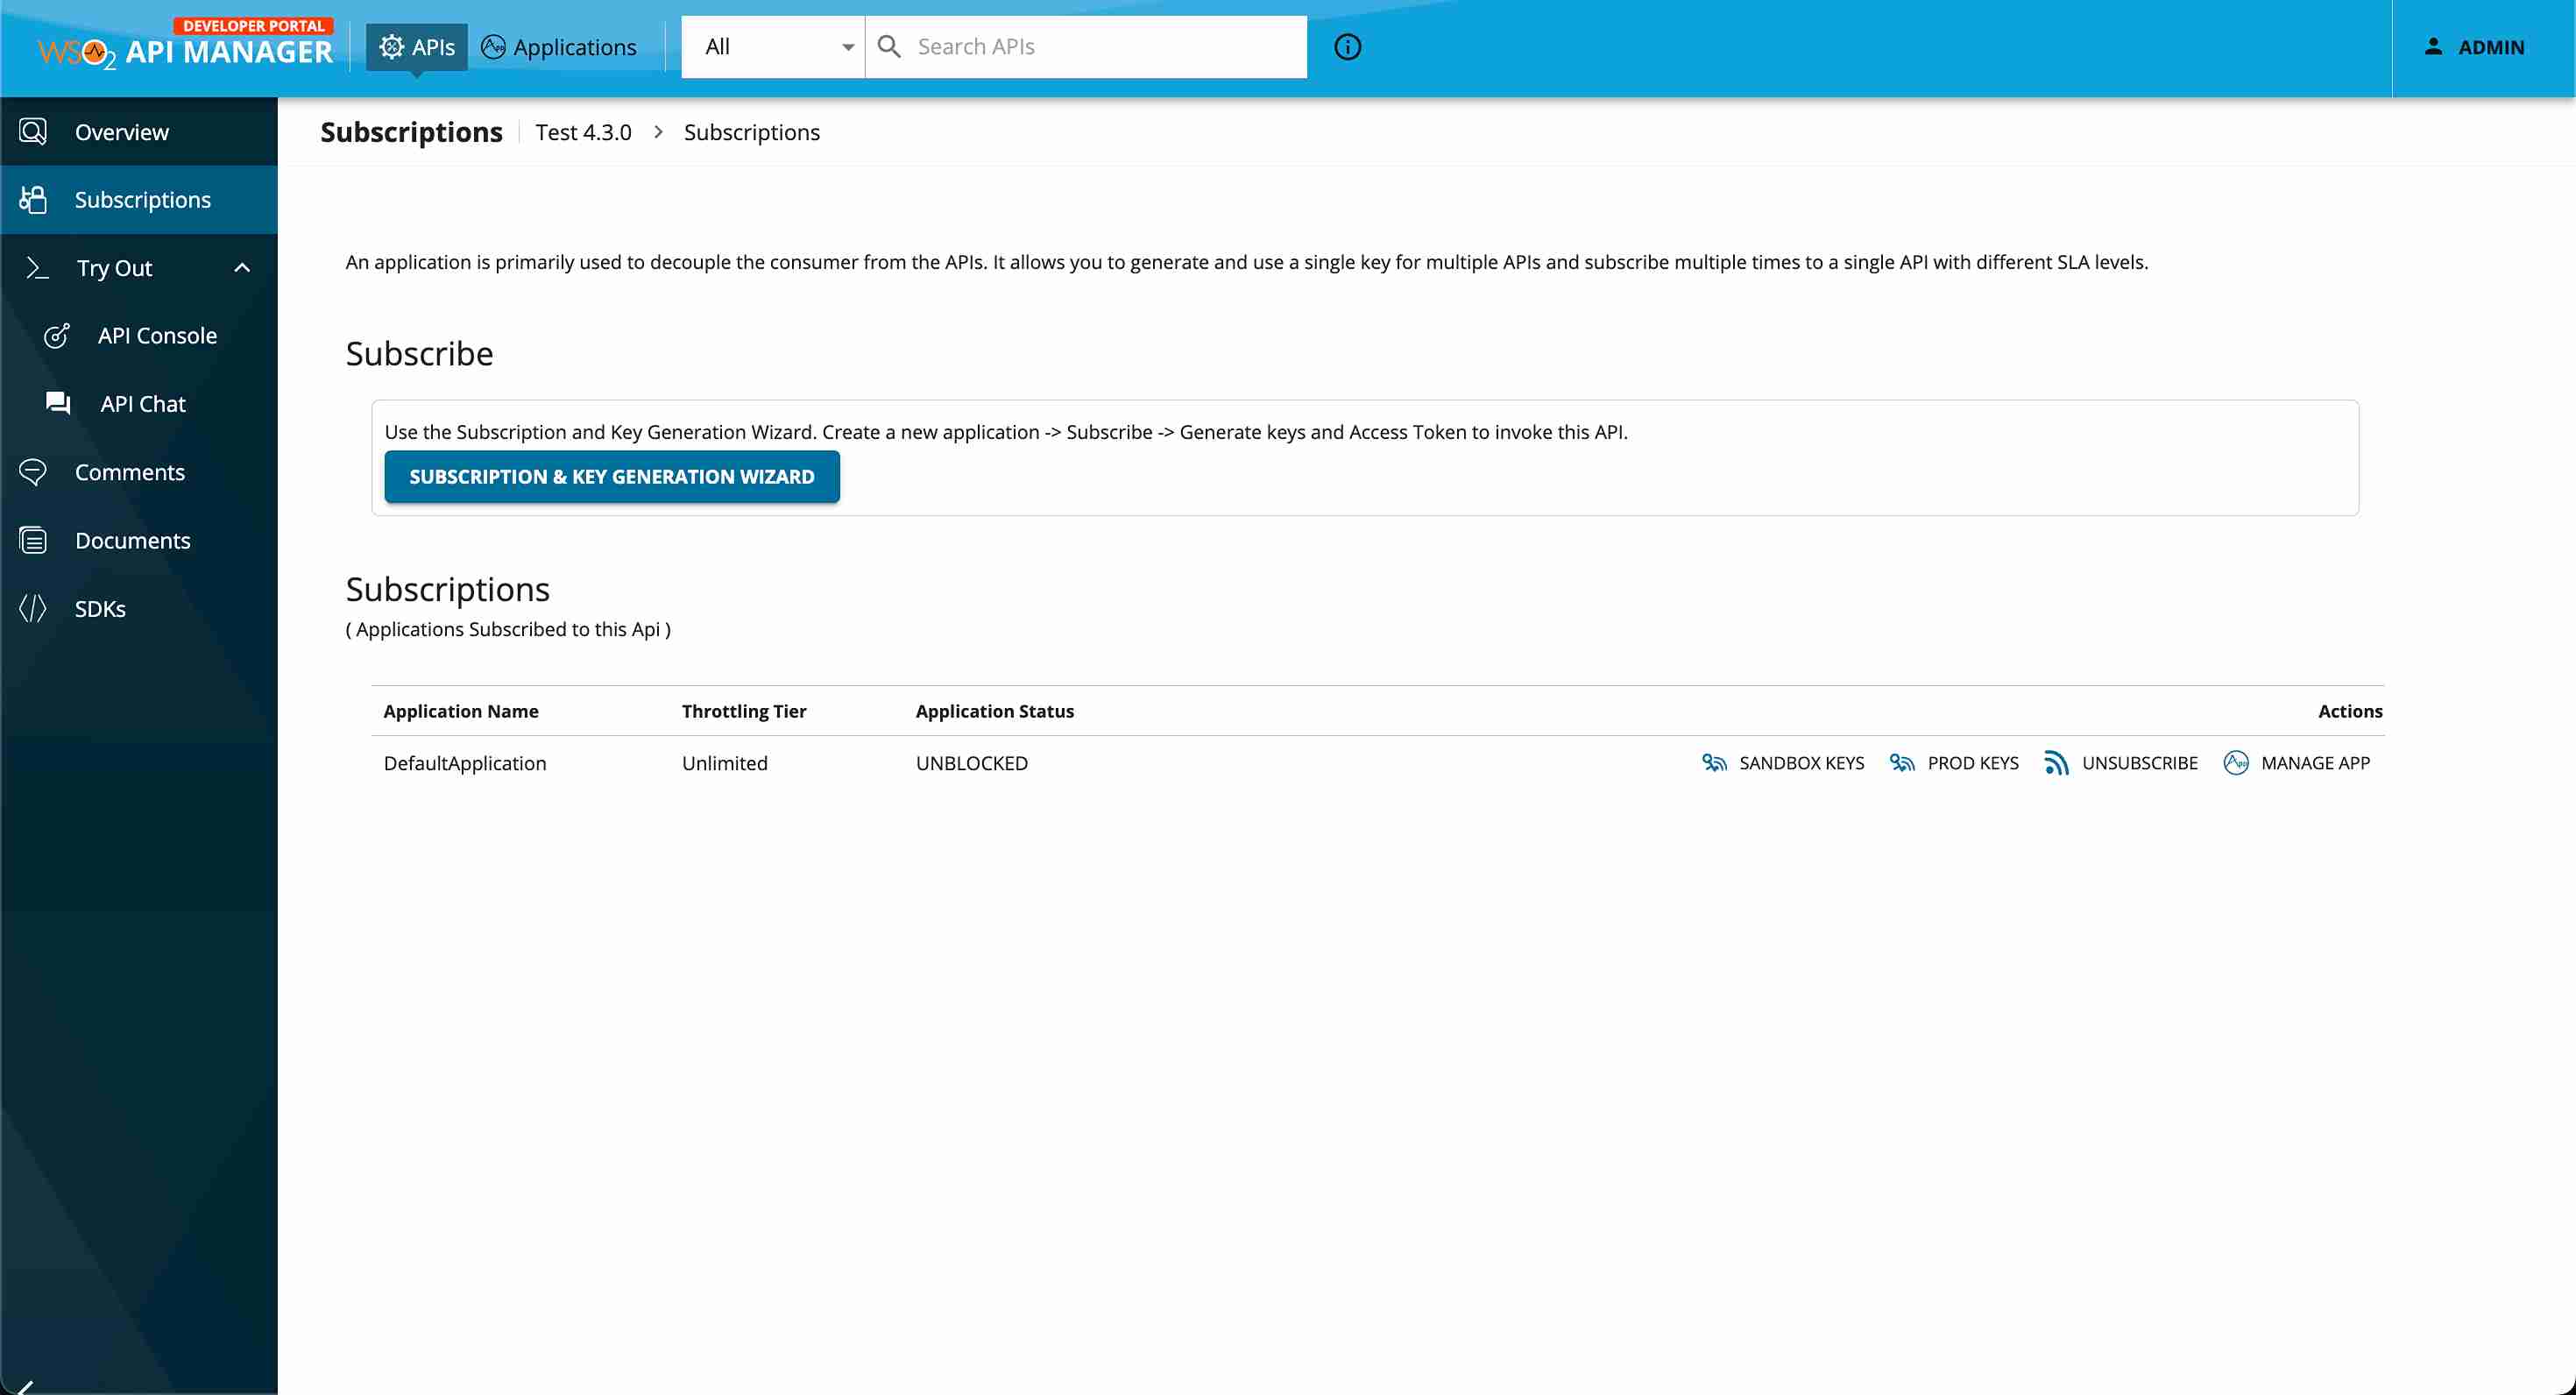 DEVELOPER PORTAL
WSO2 API MANAGER
APIs
Applications
All
Search APIs
ADMIN
Overview
Subscriptions
Try Out
API Console
API Chat
Comments
Documents
SDKs
Subscriptions
Test 4.3.0 > Subscriptions
An application is primarily used to decouple the consumer from the APIs. It allows you to generate and use a single key for multiple APIs and subscribe multiple times to a single API with different SLA levels.
Subscribe
Use the Subscription and Key Generation Wizard. Create a new application -> Subscribe -> Generate keys and Access Token to invoke this API.
SUBSCRIPTION & KEY GENERATION WIZARD
Subscriptions
( Applications Subscribed to this Api )
Application Name Throttling Tier Application Status Actions
DefaultApplication Unlimited UNBLOCKED SANDBOX KEYS PROD KEYS UNSUBSCRIBE MANAGE APP